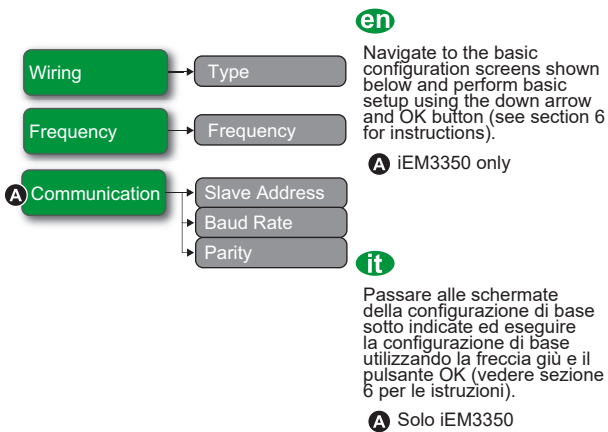 Wiring
Type
Frequency
Frequency
A Communication
Slave Address
Baud Rate
Parity
en
Navigate to the basic
configuration screens shown
below and perform basic
setup using the down arrow
and OK button (see section 6
for instructions).
A iEM3350 only
it
Passare alle schermate
della configurazione di base
sotto indicate ed eseguire
la configurazione di base
utilizzando la freccia giù e il
pulsante OK (vedere sezione
6 per le istruzioni).
A Solo iEM3350